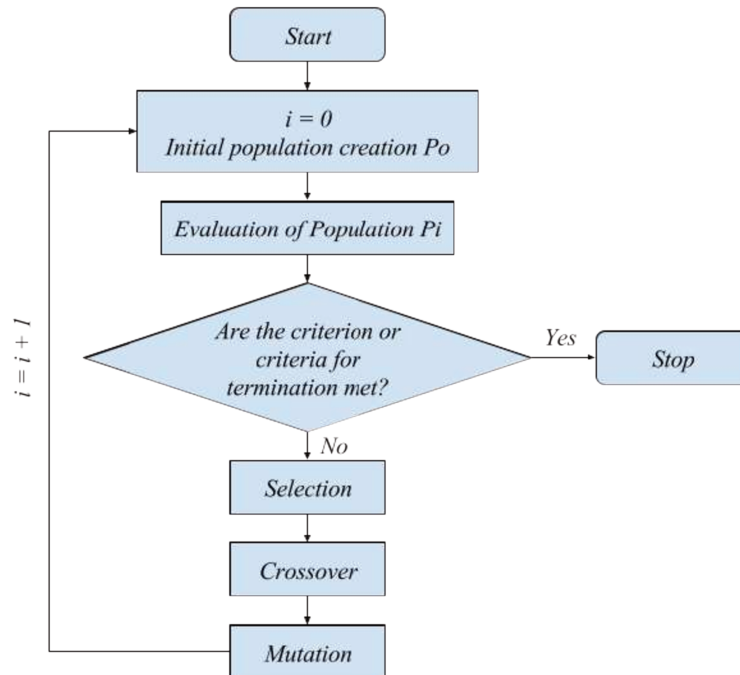 Start
i = 0
Initial population creation Po
Evaluation of Population Pi
Are the criterion or
criteria for
termination met?
Yes
Stop
No
Selection
Crossover
Mutation
i = i + 1